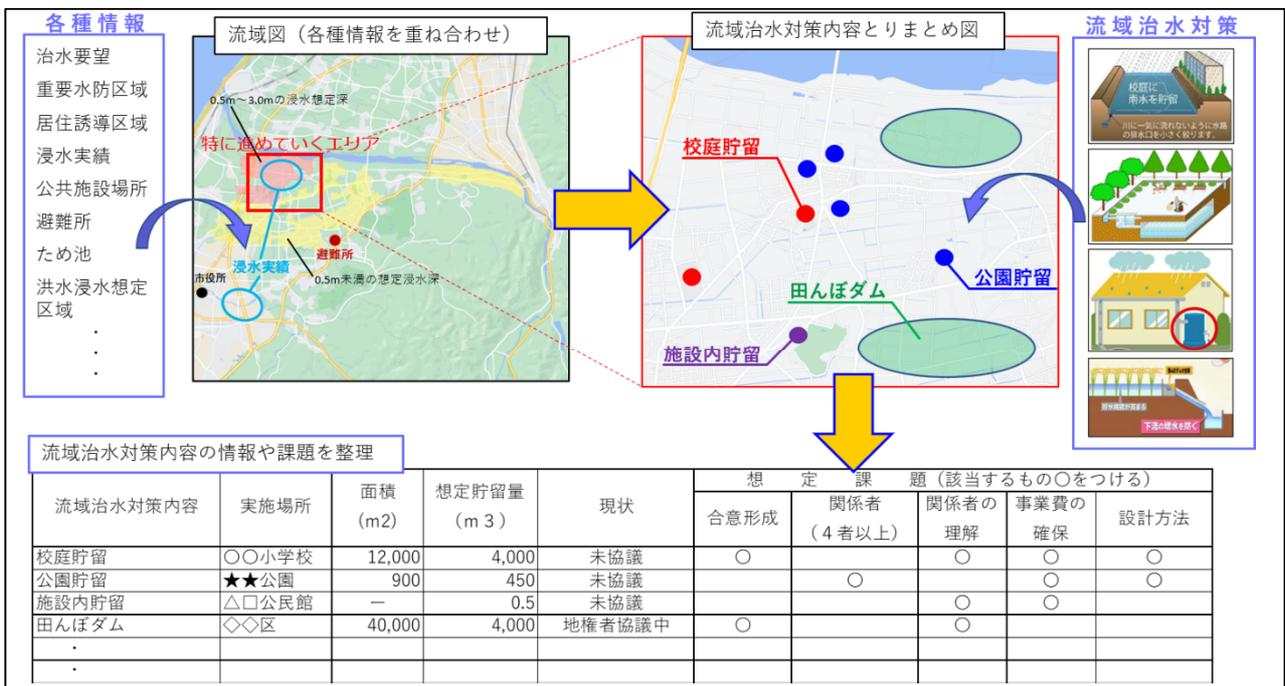 各種情報
治水要望
重要水防区域
居住誘導区域
浸水実績
公共施設場所
避難所
ため池
洪水浸水想定
区域
・
・
・
流域図（各種情報を重ね合わせ）
0.5m～3.0mの浸水想定深
特に進めていくエリア
避難所
浸水実績
0.5m未満の想定浸水深
市役所
流域治水対策内容とりまとめ図
校庭貯留
公園貯留
田んぼダム
施設内貯留
流域治水対策
校庭に
雨水を貯留
川に一気に流れないように水路
の排水口を小さく絞ります。
下流の増水を防ぐ
流域治水対策内容の情報や課題を整理
流域治水対策内容 実施場所 面積 (m2) 想定貯留量 (ｍ３) 現状 想定課題（該当するもの〇をつける）
合意形成 関係者 (４者以上) 関係者の理解 事業費の確保 設計方法
校庭貯留 〇〇小学校 12,000 4,000 未協議 〇 〇 〇 〇
公園貯留 ★★公園 900 450 未協議 〇 〇 〇
施設内貯留 △□公民館 － 0.5 未協議 〇 〇
田んぼダム ◇◇区 40,000 4,000 地権者協議中 〇 〇
・
・